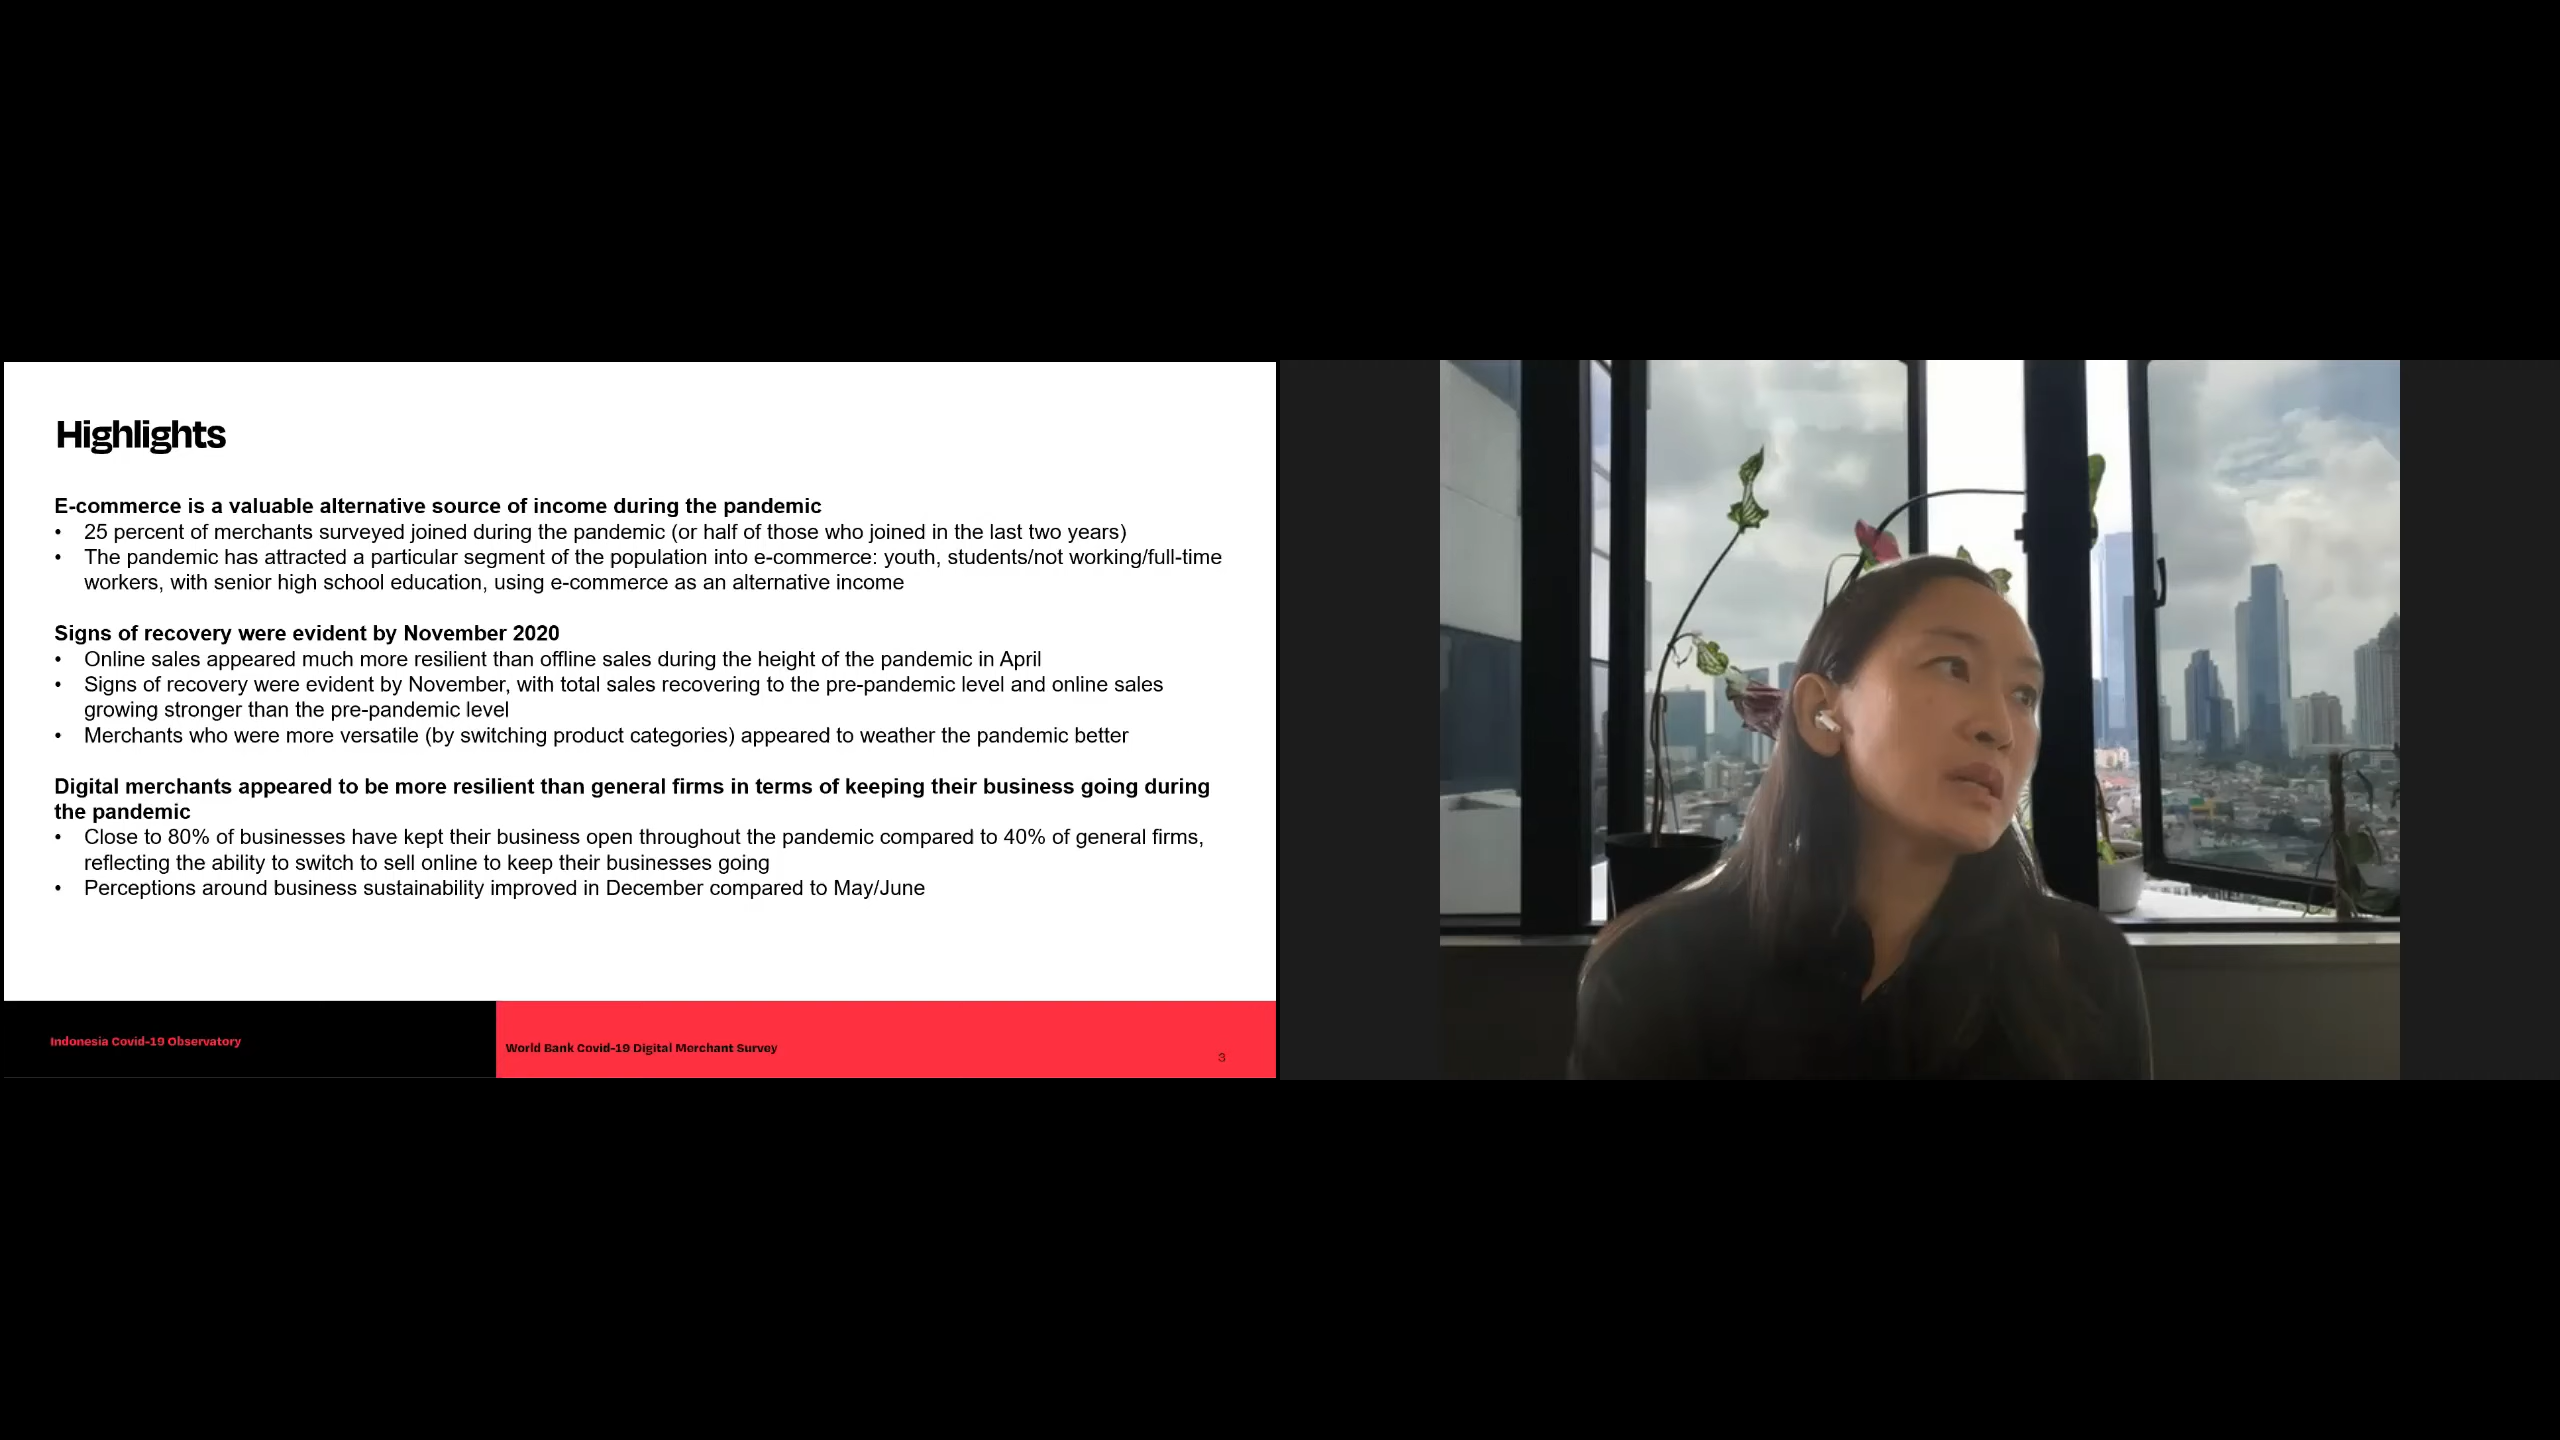 Highlights
E-commerce is a valuable alternative source of income during the pandemic
• 25 percent of merchants surveyed joined during the pandemic (or half of those who joined in the last two years)
• The pandemic has attracted a particular segment of the population into e-commerce: youth, students/not working/full-time
workers, with senior high school education, using e-commerce as an alternative income
Signs of recovery were evident by November 2020
• Online sales appeared much more resilient than offline sales during the height of the pandemic in April
• Signs of recovery were evident by November, with total sales recovering to the pre-pandemic level and online sales
growing stronger than the pre-pandemic level
• Merchants who were more versatile (by switching product categories) appeared to weather the pandemic better
Digital merchants appeared to be more resilient than general firms in terms of keeping their business going during
the pandemic
• Close to 80% of businesses have kept their business open throughout the pandemic compared to 40% of general firms,
reflecting the ability to switch to sell online to keep their businesses going
• Perceptions around business sustainability improved in December compared to May/June
Indonesia Covid-19 Observatory
World Bank Covid-19 Digital Merchant Survey
3